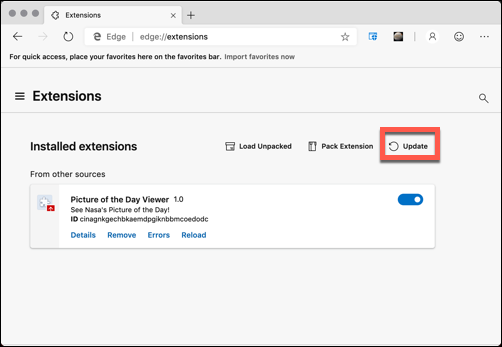 Extensions
Edge edge://extensions
For quick access, place your favorites here on the favorites bar. Import favorites now
Extensions
Installed extensions
Load Unpacked
Pack Extension
Update
From other sources
Picture of the Day Viewer 1.0
See Nasa's Picture of the Day!
ID cinagnkgechbkaemdpgiknbbmcoedodc
Details Remove Errors Reload